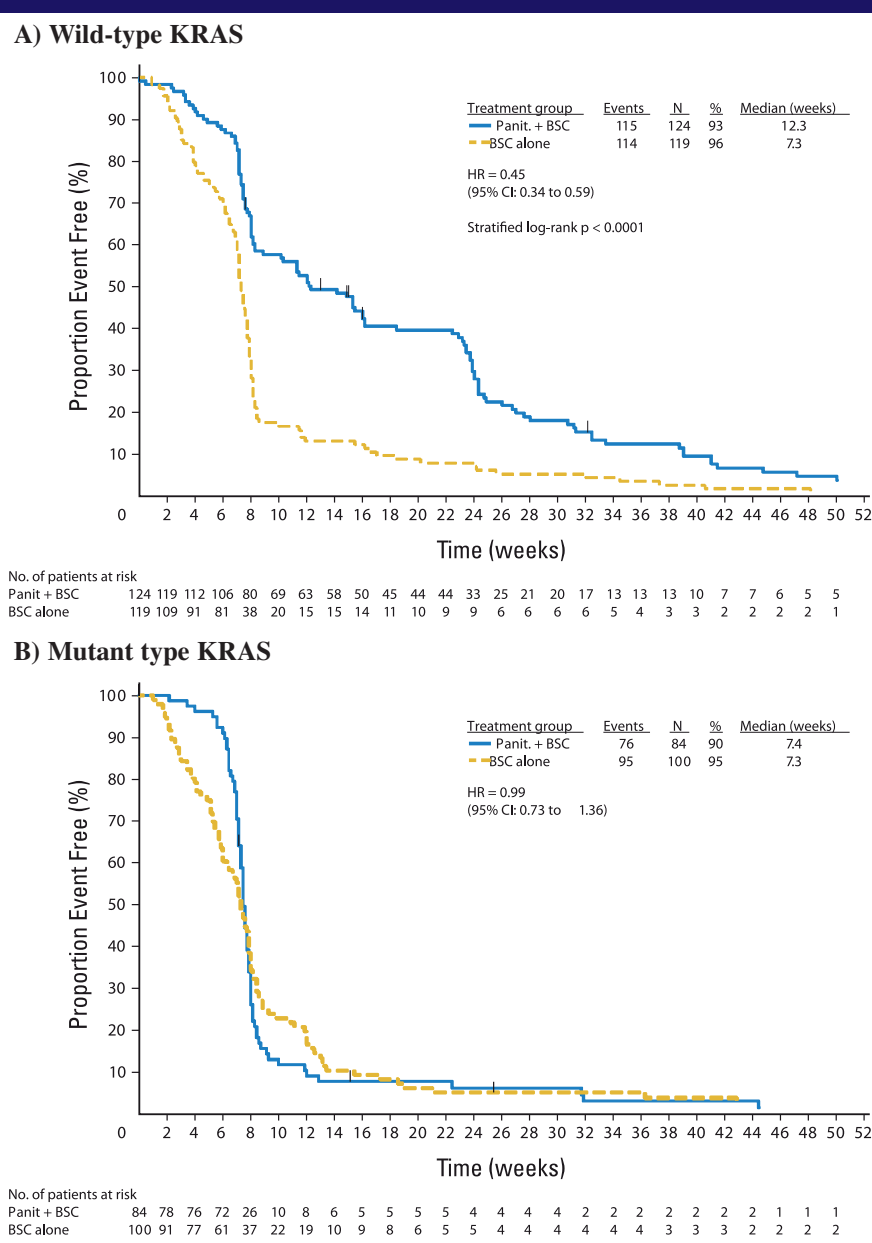 A) Wild-type KRAS
100
90
80
70
60
50
40
30
20
10
Proportion Event Free (%)
Treatment group Events N % Median (weeks)
Panit. + BSC 115 124 93 12.3
BSC alone 114 119 96 7.3
HR = 0.45
(95% CI: 0.34 to 0.59)
Stratified log-rank p < 0.0001
0 2 4 6 8 10 12 14 16 18 20 22 24 26 28 30 32 34 36 38 40 42 44 46 48 50 52
Time (weeks)
No. of patients at risk
Panit + BSC 124 119 112 106 80 69 63 58 50 45 44 44 33 25 21 20 17 13 13 13 10 7 7 6 5 5
BSC alone 119 109 91 81 38 20 15 15 14 11 10 9 9 6 6 6 6 5 4 3 3 2 2 2 2 1
B) Mutant type KRAS
100
90
80
70
60
50
40
30
20
10
Proportion Event Free (%)
Treatment group Events N % Median (weeks)
Panit. + BSC 76 84 90 7.4
BSC alone 95 100 95 7.3
HR = 0.99
(95% CI: 0.73 to 1.36)
0 2 4 6 8 10 12 14 16 18 20 22 24 26 28 30 32 34 36 38 40 42 44 46 48 50 52
Time (weeks)
No. of patients at risk
Panit + BSC 84 78 76 72 26 10 8 6 5 5 5 5 4 4 4 4 2 2 2 2 2 2 2 1 1 1
BSC alone 100 91 77 61 37 22 19 10 9 8 6 5 5 4 4 4 4 4 4 3 3 3 2 2 2 2